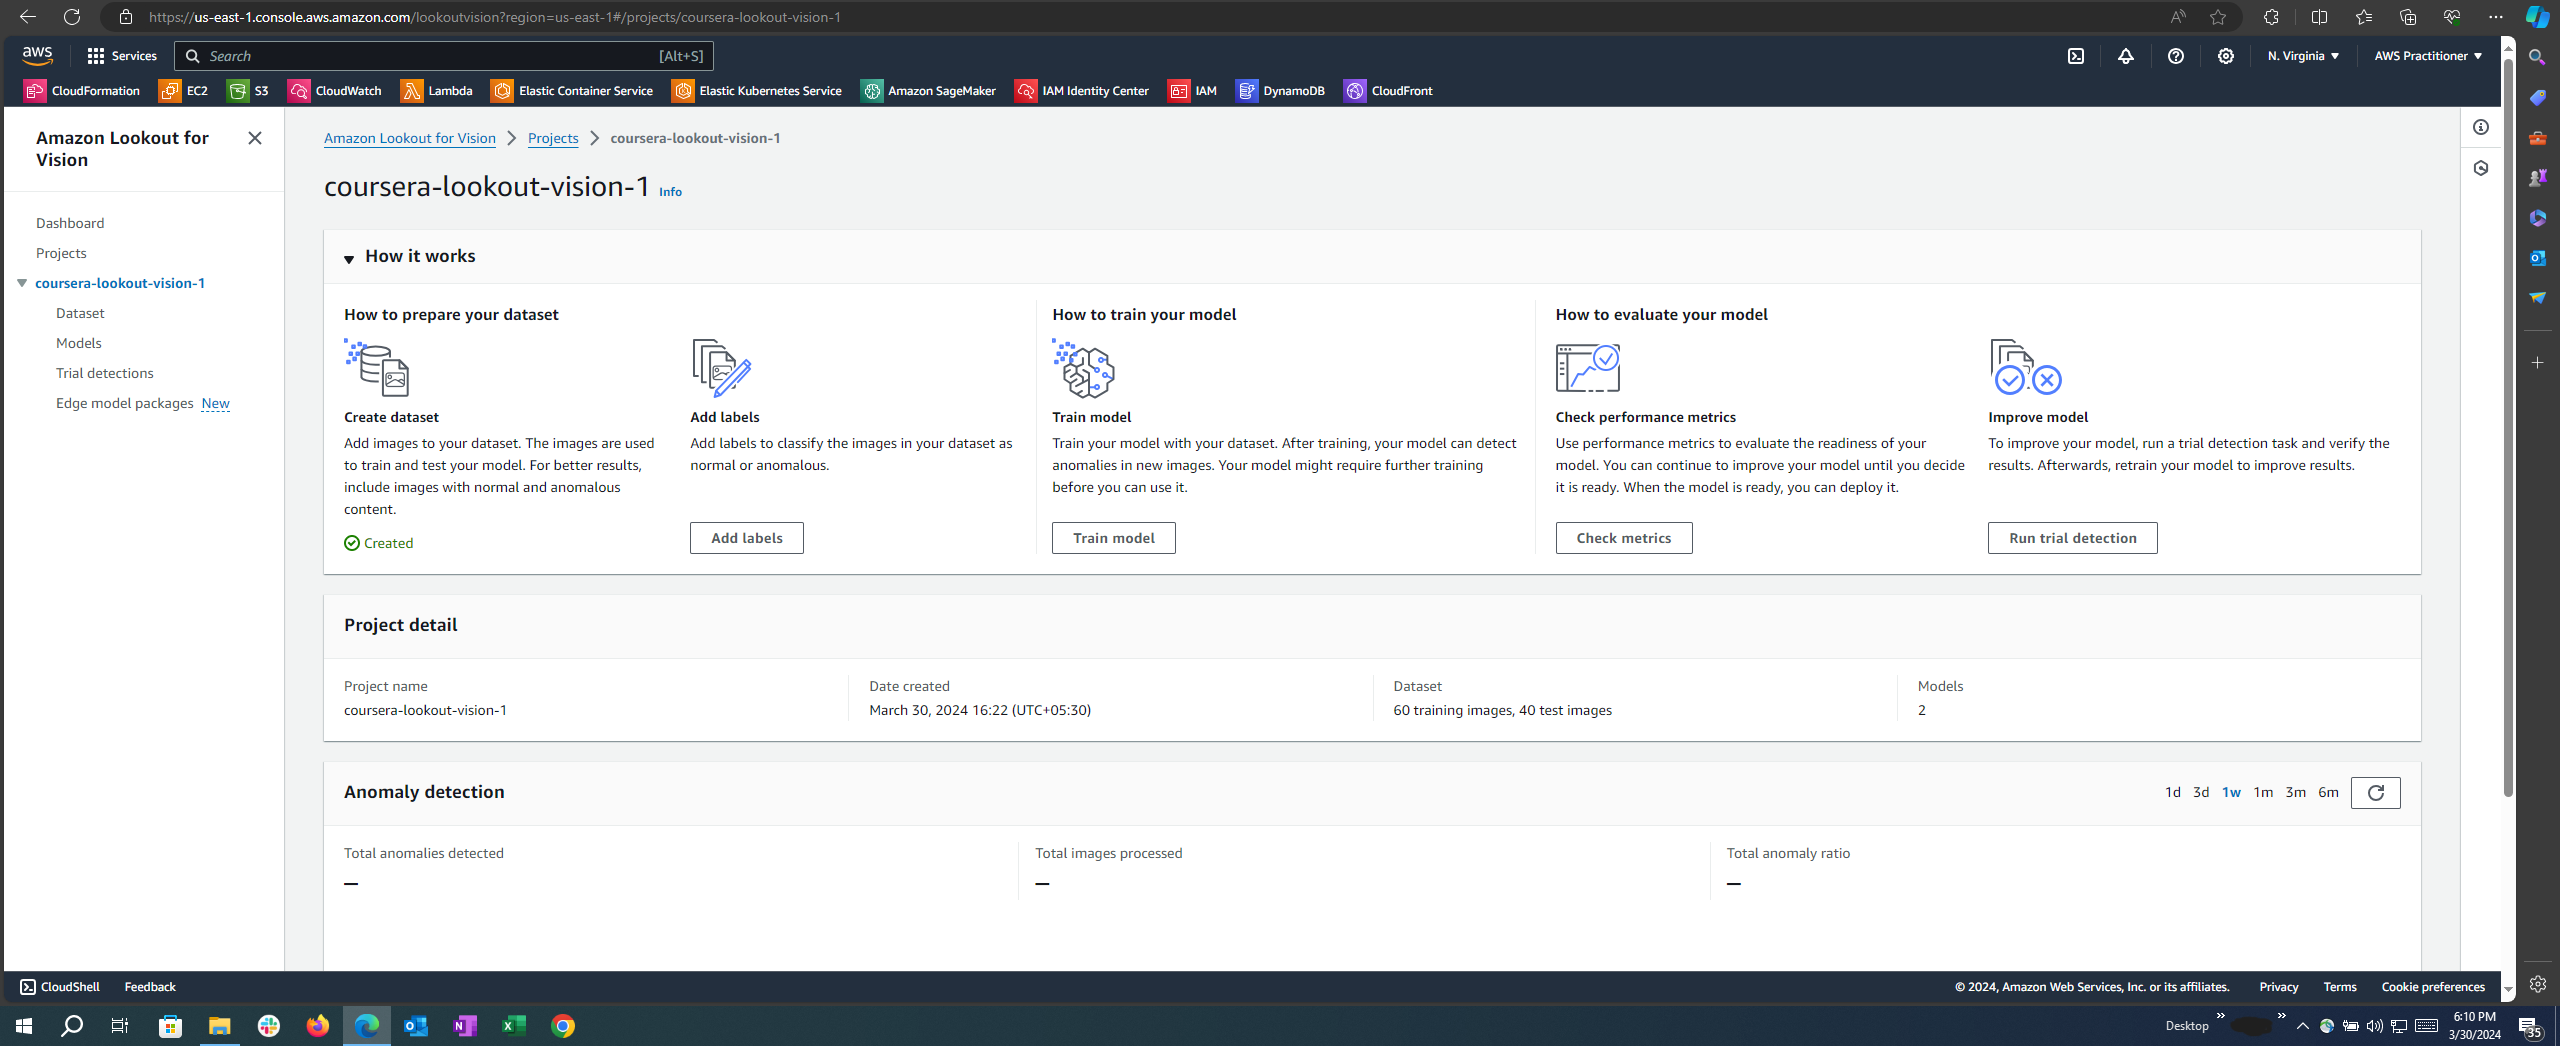 https://us-east-1.console.aws.amazon.com/lookoutvision?region=us-east-1#/projects/coursera-lookout-vision-1
aws
Services
Search
[Alt+S]
N. Virginia
AWS Practitioner
CloudFormation
EC2
S3
CloudWatch
Lambda
Elastic Container Service
Elastic Kubernetes Service
Amazon SageMaker
IAM Identity Center
IAM
DynamoDB
CloudFront
Amazon Lookout for
Vision
Dashboard
Projects
coursera-lookout-vision-1
Dataset
Models
Trial detections
Edge model packages New
Amazon Lookout for Vision
Projects
coursera-lookout-vision-1
coursera-lookout-vision-1 Info
How it works
How to prepare your dataset
Create dataset
Add images to your dataset. The images are used
to train and test your model. For better results,
include images with normal and anomalous
content.
Created
Add labels
Add labels to classify the images in your dataset as
normal or anomalous.
Add labels
How to train your model
Train model
Train your model with your dataset. After training, your model can detect
anomalies in new images. Your model might require further training
before you can use it.
Train model
How to evaluate your model
Check performance metrics
Use performance metrics to evaluate the readiness of your
model. You can continue to improve your model until you decide
it is ready. When the model is ready, you can deploy it.
Check metrics
Improve model
To improve your model, run a trial detection task and verify the
results. Afterwards, retrain your model to improve results.
Run trial detection
Project detail
Project name
coursera-lookout-vision-1
Date created
March 30, 2024 16:22 (UTC+05:30)
Dataset
60 training images, 40 test images
Models
2
Anomaly detection
1d 3d 1w 1m 3m 6m
Total anomalies detected
–
Total images processed
–
Total anomaly ratio
–
CloudShell
Feedback
© 2024, Amazon Web Services, Inc. or its affiliates.
Privacy
Terms
Cookie preferences
Desktop
6:10 PM
3/30/2024
35